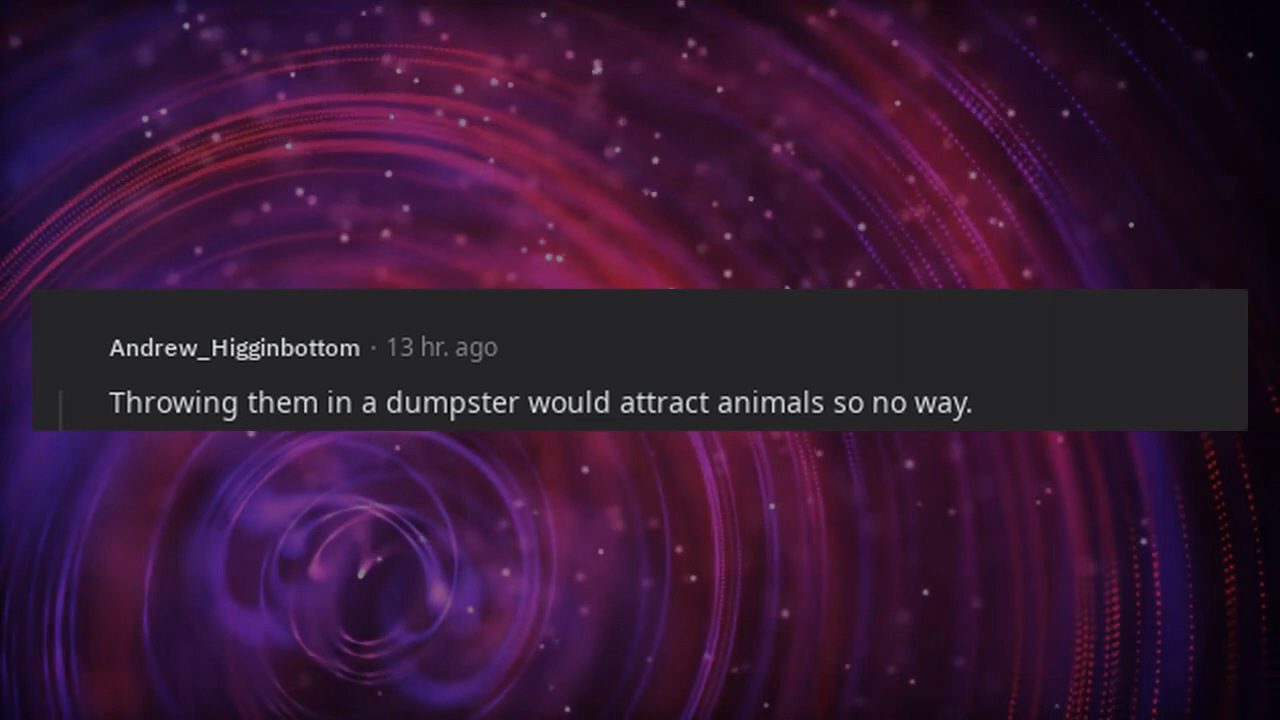 Andrew_Higginbottom · 13 hr. ago
Throwing them in a dumpster would attract animals so no way.